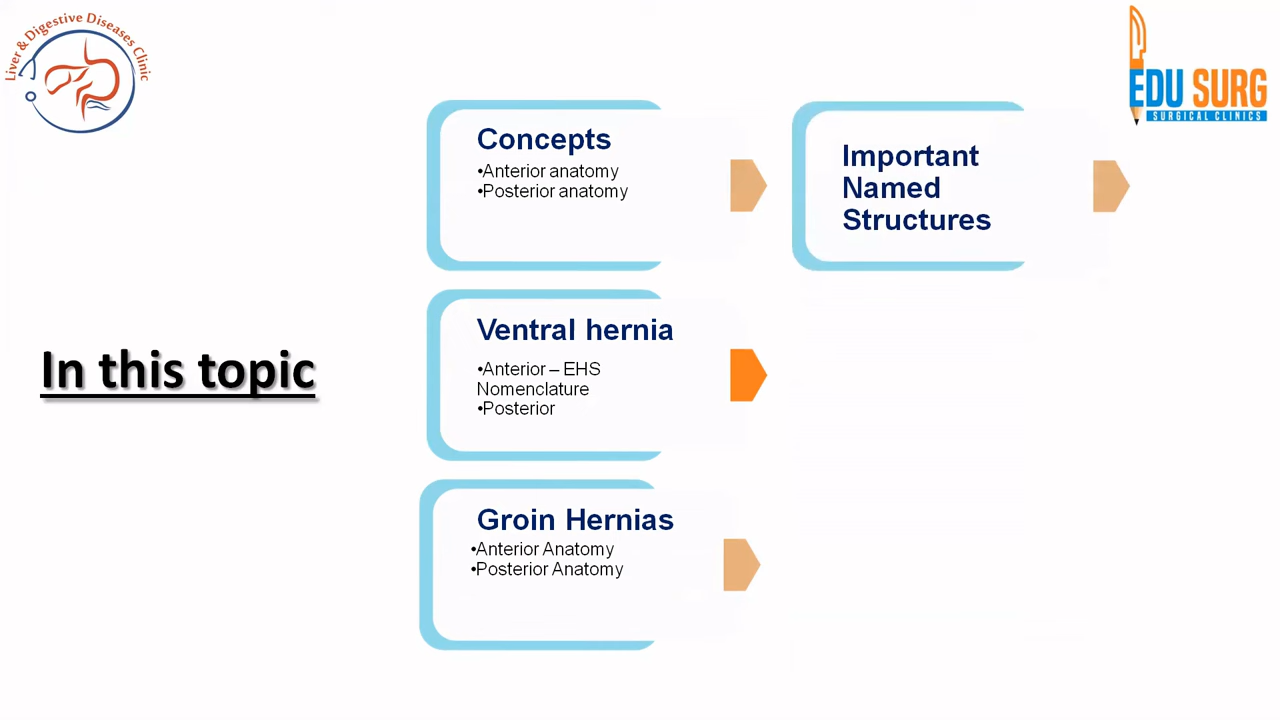 Liver & Digestive Diseases Clinic
EDU SURG
SURGICAL CLINICS
In this topic
Concepts
•Anterior anatomy
•Posterior anatomy
Important
Named
Structures
Ventral hernia
•Anterior – EHS
Nomenclature
•Posterior
Groin Hernias
•Anterior Anatomy
•Posterior Anatomy